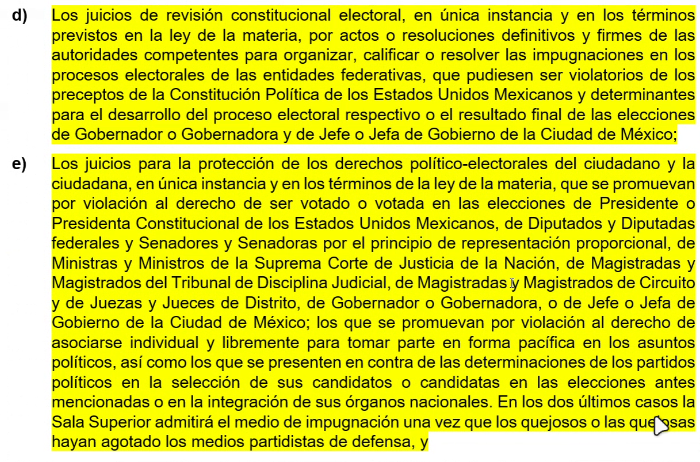 d) Los juicios de revisión constitucional electoral, en única instancia y en los términos
previstos en la ley de la materia, por actos o resoluciones definitivos y firmes de las
autoridades competentes para organizar, calificar o resolver las impugnaciones en los
procesos electorales de las entidades federativas, que pudiesen ser violatorios de los
preceptos de la Constitución Política de los Estados Unidos Mexicanos y determinantes
para el desarrollo del proceso electoral respectivo o el resultado final de las elecciones
de Gobernador o Gobernadora y de Jefe o Jefa de Gobierno de la Ciudad de México;
e) Los juicios para la protección de los derechos político-electorales del ciudadano y la
ciudadana, en única instancia y en los términos de la ley de la materia, que se promuevan
por violación al derecho de ser votado o votada en las elecciones de Presidente o
Presidenta Constitucional de los Estados Unidos Mexicanos, de Diputados y Diputadas
federales y Senadores y Senadoras por el principio de representación proporcional, de
Ministras y Ministros de la Suprema Corte de Justicia de la Nación, de Magistradas y
Magistrados del Tribunal de Disciplina Judicial, de Magistradas y Magistrados de Circuito
y de Juezas y Jueces de Distrito, de Gobernador o Gobernadora, o de Jefe o Jefa de
Gobierno de la Ciudad de México; los que se promuevan por violación al derecho de
asociarse individual y libremente para tomar parte en forma pacífica en los asuntos
políticos, así como los que se presenten en contra de las determinaciones de los partidos
políticos en la selección de sus candidatos o candidatas en las elecciones antes
mencionadas o en la integración de sus órganos nacionales. En los dos últimos casos la
Sala Superior admitirá el medio de impugnación una vez que los quejosos o las quejosas
hayan agotado los medios partidistas de defensa, y